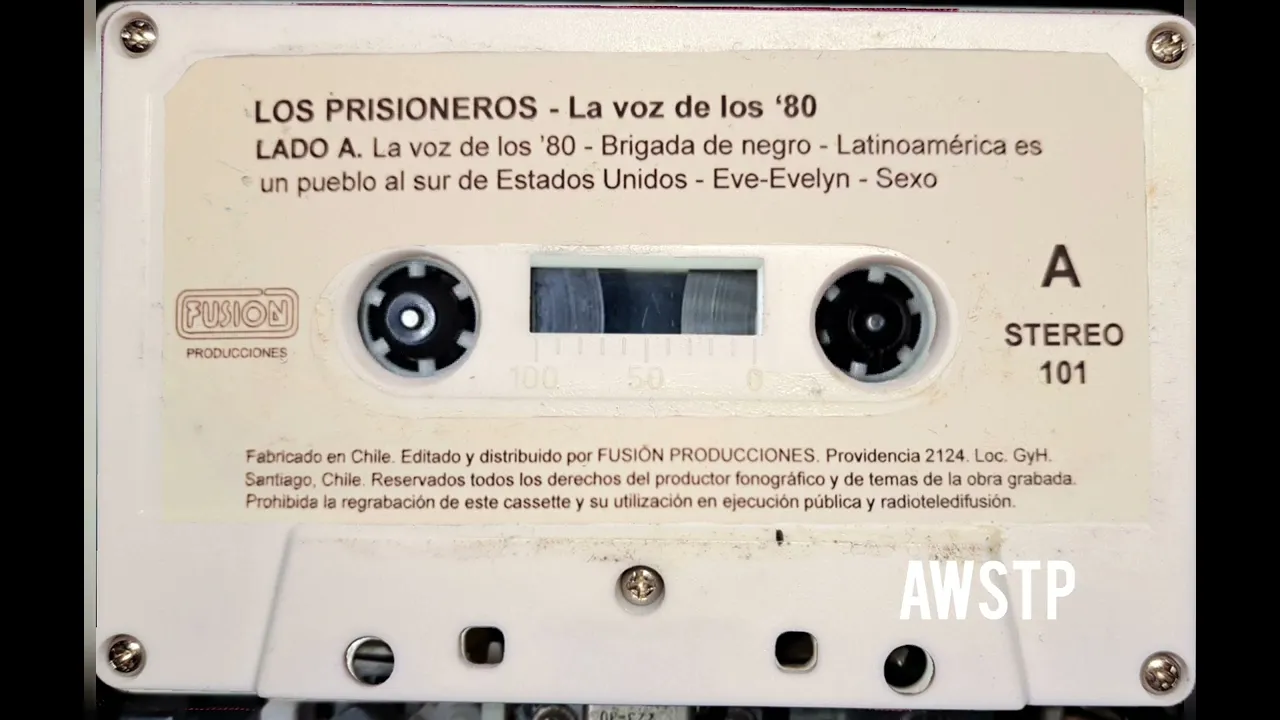 LOS PRISIONEROS - La voz de los ‘80
LADO A. La voz de los ’80 - Brigada de negro - Latinoamérica es
un pueblo al sur de Estados Unidos - Eve-Evelyn - Sexo
FUSION
PRODUCCIONES
100 50 0
A
STEREO
101
Fabricado en Chile. Editado y distribuido por FUSIÓN PRODUCCIONES. Providencia 2124. Loc. GyH.
Santiago, Chile. Reservados todos los derechos del productor fonográfico y de temas de la obra grabada.
Prohibida la regrabación de este cassette y su utilización en ejecución pública y radioteledifusión.
AWSTP